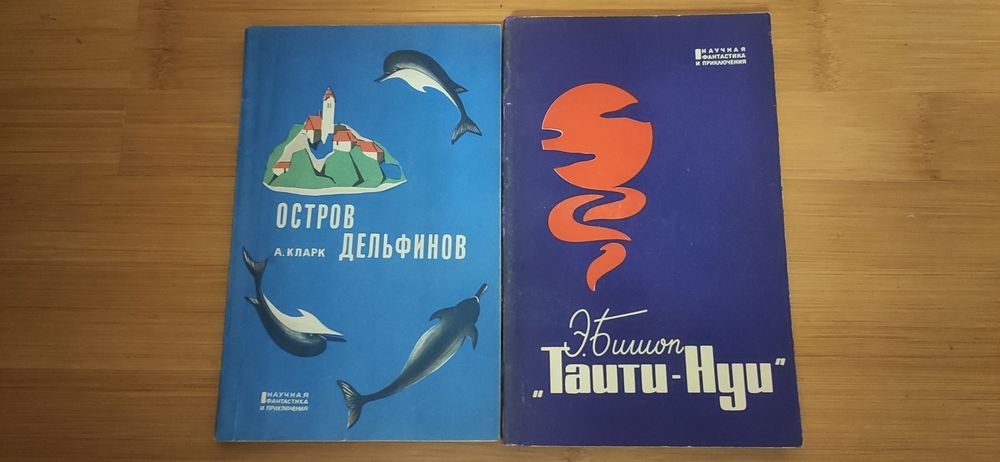 ОСТРОВ
А. КЛАРК ДЕЛЬФИНОВ
НАУЧНАЯ
ФАНТАСТИКА
И ПРИКЛЮЧЕНИЯ
НАУЧНАЯ
ФАНТАСТИКА
И ПРИКЛЮЧЕНИЯ
Э. Бишоп
„Таити-Нуи"